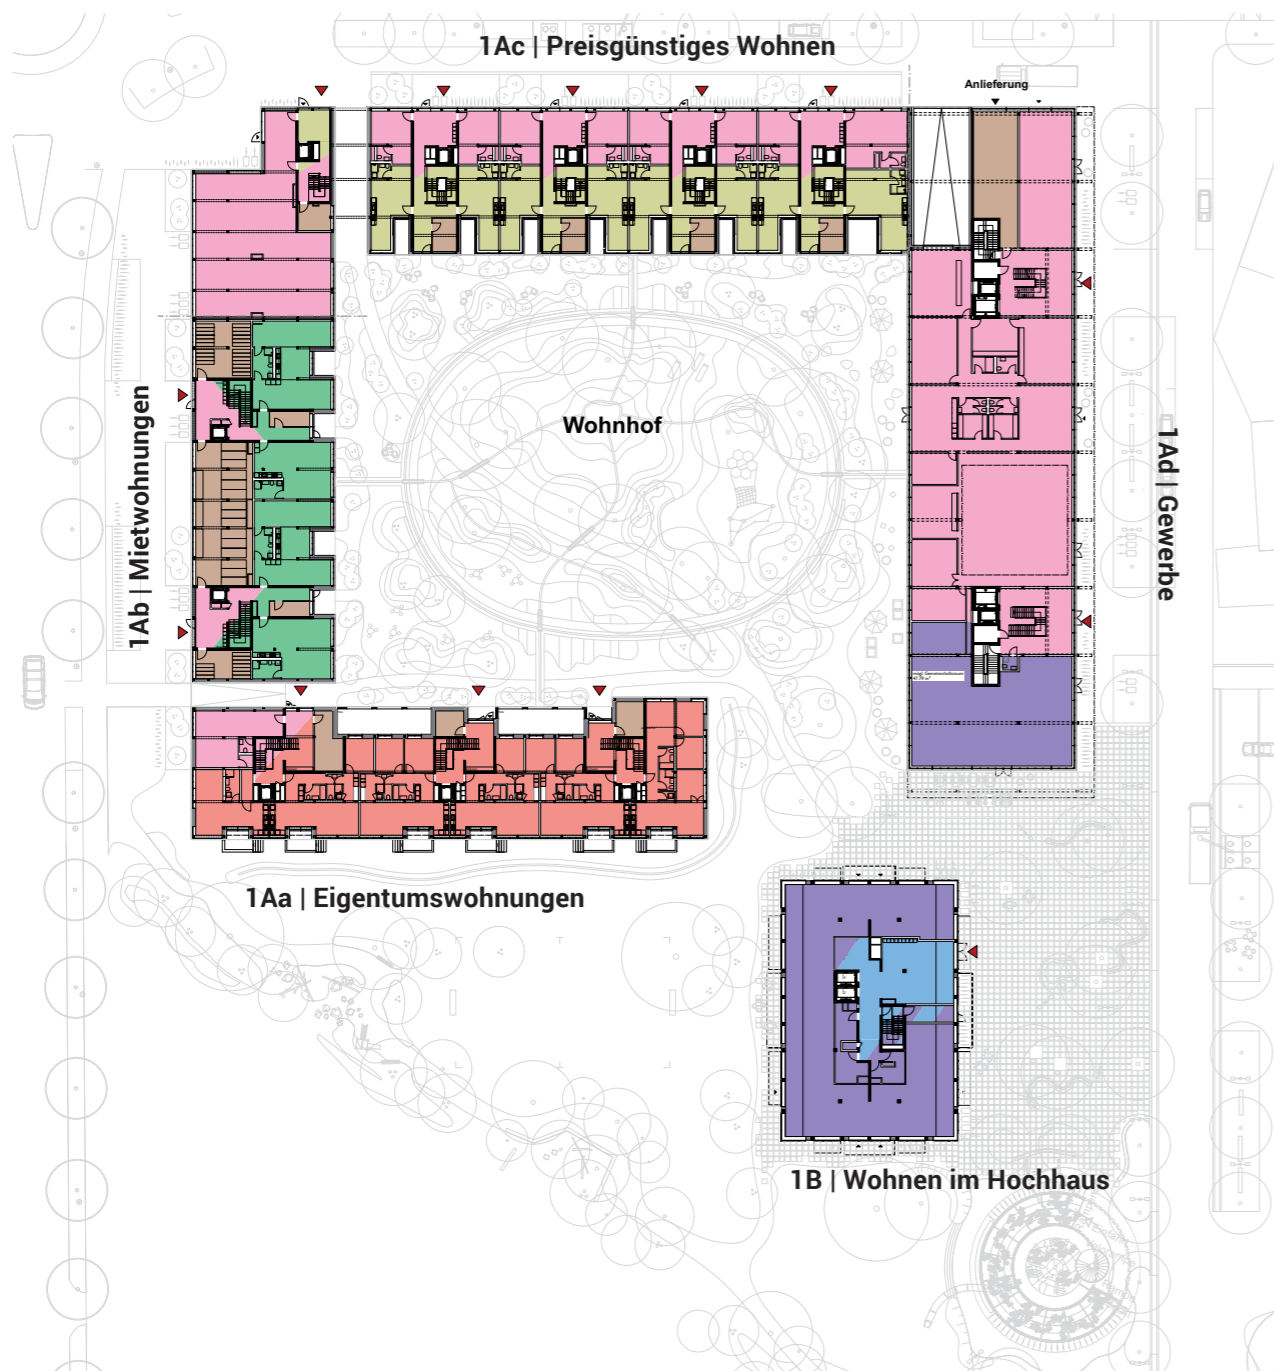 1Ac | Preisgünstiges Wohnen
Anlieferung
Wohnhof
1Ab | Mietwohnungen
1Ad | Gewerbe
1Aa | Eigentumswohnungen
1B | Wohnen im Hochhaus